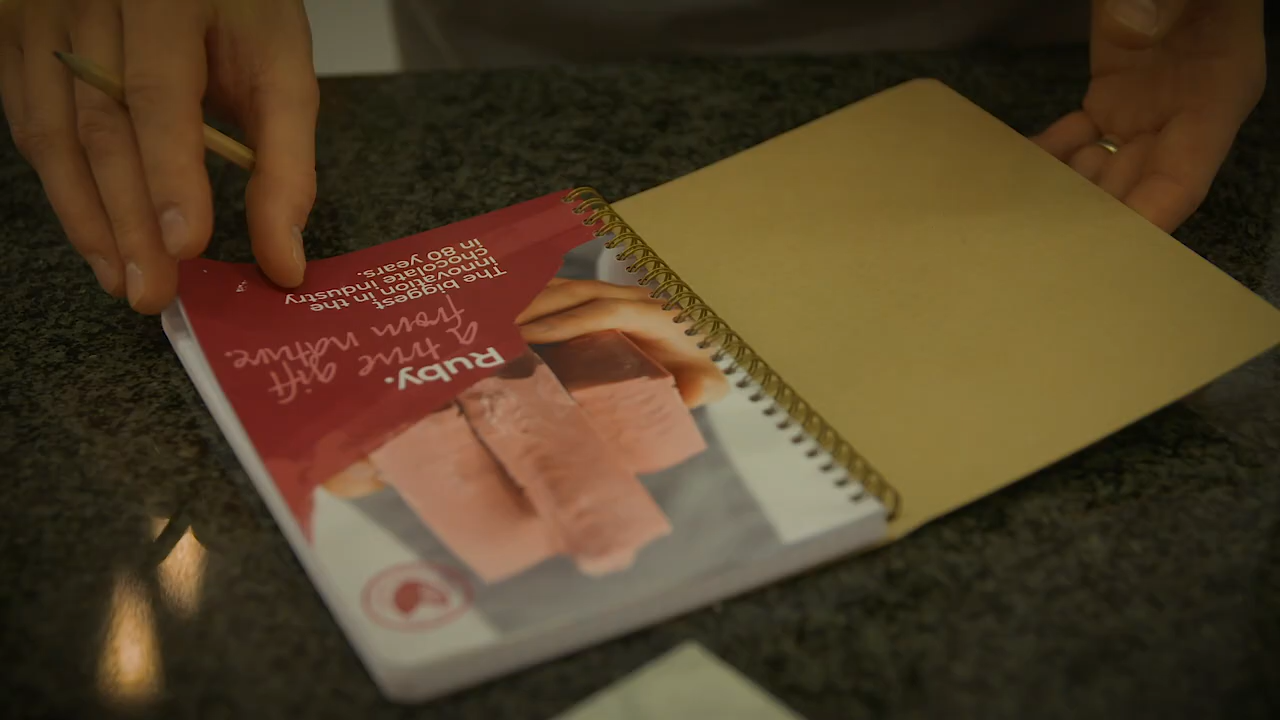 Ruby.
a true gift
from nature.
The biggest
innovation in the
chocolate industry
in 80 years.